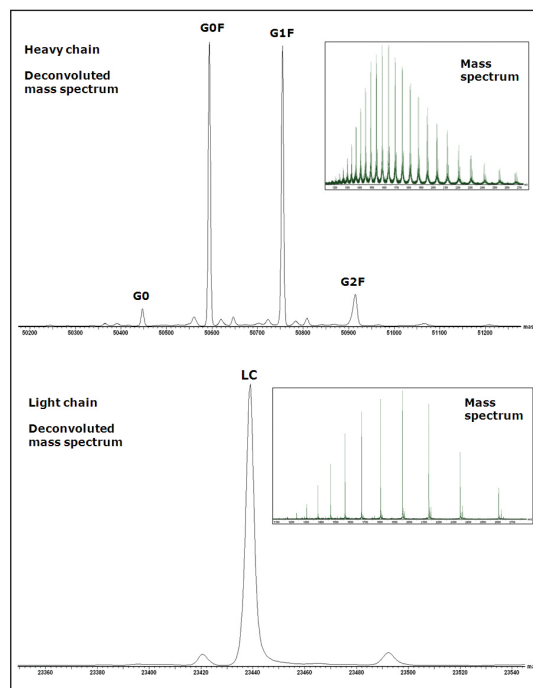 G0F
G1F
Heavy chain
Deconvoluted
mass spectrum
Mass
spectrum
G0
G2F
50200 50300 50400 50500 50600 50700 50800 50900 51000 51100 51200
LC
Light chain
Deconvoluted
mass spectrum
Mass
spectrum
23360 23380 23400 23420 23440 23460 23480 23500 23520 23540